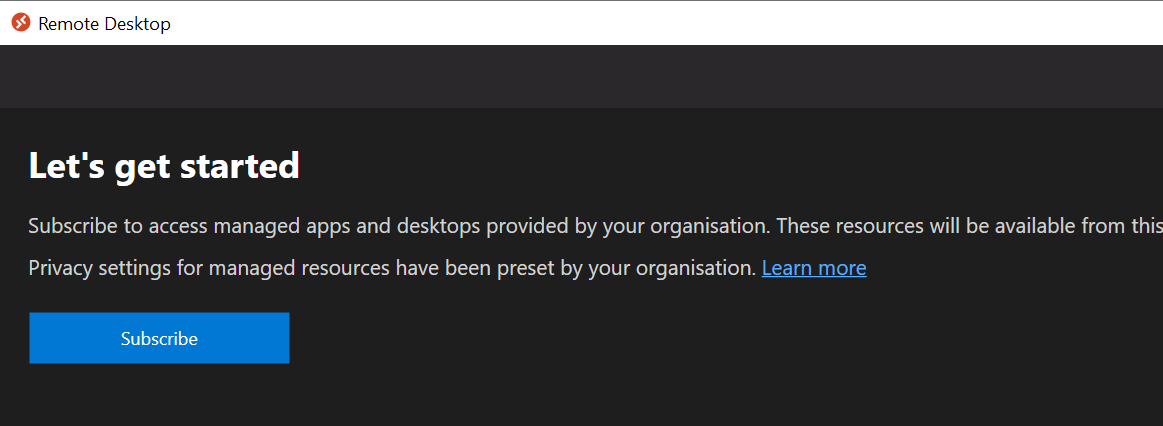 Remote Desktop
Let's get started
Subscribe to access managed apps and desktops provided by your organisation. These resources will be available from this
Privacy settings for managed resources have been preset by your organisation. Learn more
Subscribe